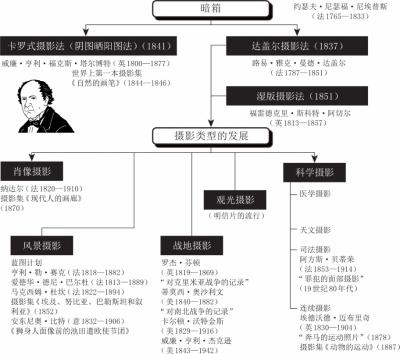 暗箱
约瑟夫·尼瑟福·尼埃普斯
（法1765—1833）
卡罗式摄影法（阴图晒阳图法）（1841）
威廉·亨利·福克斯·塔尔博特（英1800—1877）
世界上第一本摄影集
《自然的画笔》（1844—1846）
达盖尔摄影法（1837）
路易·雅克·曼德·达盖尔
（法1787—1851）
湿版摄影法（1851）
福雷德克里·斯科特·阿切尔
（英1813—1857）
摄影类型的发展
肖像摄影
纳达尔（法1820—1910）
摄影集《现代人的画廊》
（1870）
风景摄影
蓝图计划
亨利·勒·赛克（法1818—1882）
爱德华·德尼·巴尔杜（法1813—1889）
马克西姆·杜坎（法1822—1894）
摄影集《埃及、努比亚、巴勒斯坦和叙
利亚》（1852）
安东尼奥·比特（意1832—1906）
《狮身人面像前的池田遣欧使节团》
战地摄影
罗杰·芬顿
（英1819—1869）
“对克里米亚战争的记录”
蒂莫西·奥沙利文
（美1840—1882）
“对南北战争的记录”
卡尔顿·沃特金斯
（美1829—1916）
威廉·亨利·杰克逊
（美1843—1942）
观光摄影
（明信片的流行）
科学摄影
医学摄影
天文摄影
司法摄影
阿方斯·贝蒂荣
（法1853—1914）
“罪犯的面部摄影”
（19世纪80年代）
连续摄影
埃德沃德·迈布里奇
（英1830—1904）
“奔马的运动照片”（1878）
摄影集《动物的运动》（1887）